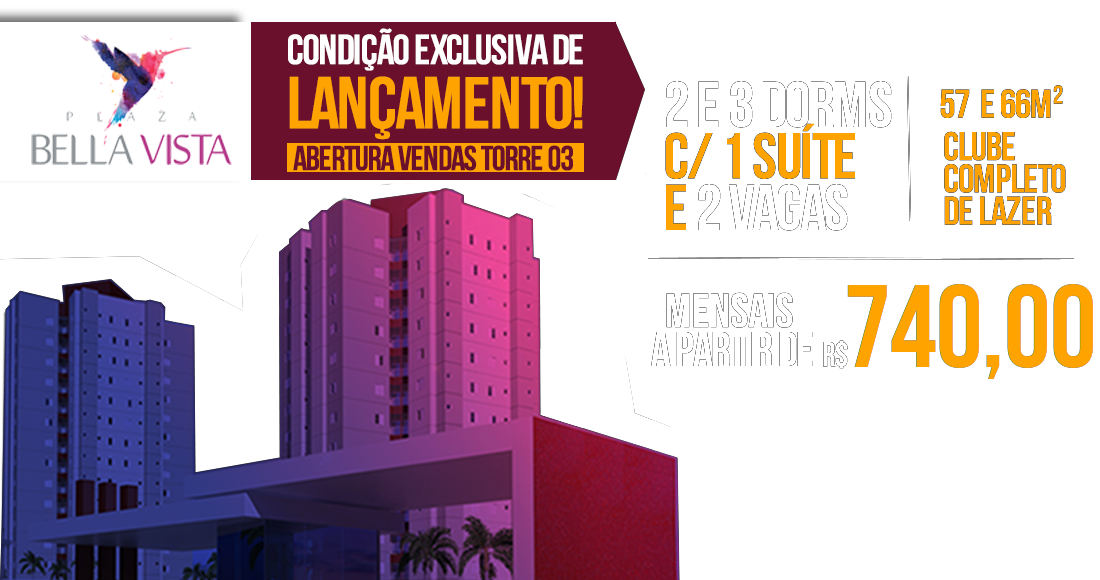 PLAZA
BELLA VISTA
CONDIÇÃO EXCLUSIVA DE
LANÇAMENTO!
ABERTURA VENDAS TORRE 03
2 E 3 DORMS
C/ 1 SUÍTE
E 2 VAGAS
57 E 66M²
CLUBE
COMPLETO
DE LAZER
MENSAIS
A PARTIR DE R$ 740,00